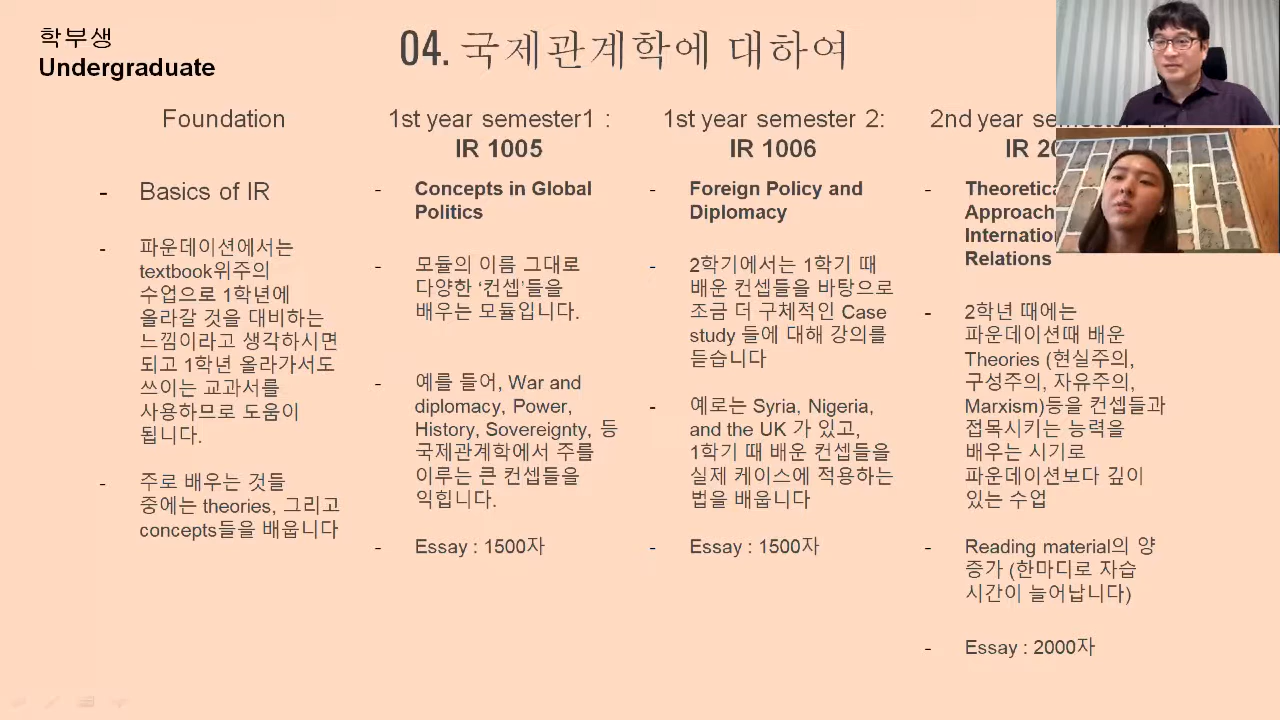 학부생
Undergraduate
04. 국제관계학에 대하여
Foundation
- Basics of IR
- 파운데이션에서는
textbook위주의
수업으로 1학년에
올라갈 것을 대비하는
느낌이라고 생각하시면
되고 1학년 올라가서도
쓰이는 교과서를
사용하므로 도움이
됩니다.
- 주로 배우는 것들
중에는 theories, 그리고
concepts들을 배웁니다
1st year semester1 :
IR 1005
- Concepts in Global
Politics
- 모듈의 이름 그대로
다양한 ‘컨셉’들을
배우는 모듈입니다.
- 예를 들어, War and
diplomacy, Power,
History, Sovereignty, 등
국제관계학에서 주를
이루는 큰 컨셉들을
익힙니다.
- Essay : 1500자
1st year semester 2:
IR 1006
- Foreign Policy and
Diplomacy
- 2학기에서는 1학기 때
배운 컨셉들을 바탕으로
조금 더 구체적인 Case
study 들에 대해 강의를
듣습니다
- 예로는 Syria, Nigeria,
and the UK 가 있고,
1학기 때 배운 컨셉들을
실제 케이스에 적용하는
법을 배웁니다
- Essay : 1500자
2nd year
IR
-
Relations
- 2학년 때에는
파운데이션때 배운
Theories (현실주의,
구성주의, 자유주의,
Marxism)등을 컨셉들과
접목시키는 능력을
배우는 시기로
파운데이션보다 깊이
있는 수업
- Reading material의 양
증가 (한마디로 자습
시간이 늘어납니다)
- Essay : 2000자